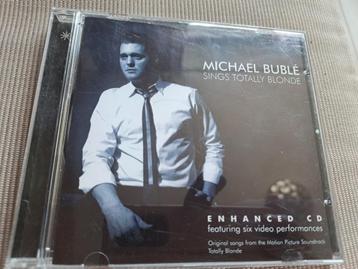 MICHAEL BUBLÉ
SINGS TOTALLY BLONDE
ENHANCED CD
featuring six video performances
Original songs from the Motion Picture Soundtrack
Totally Blonde